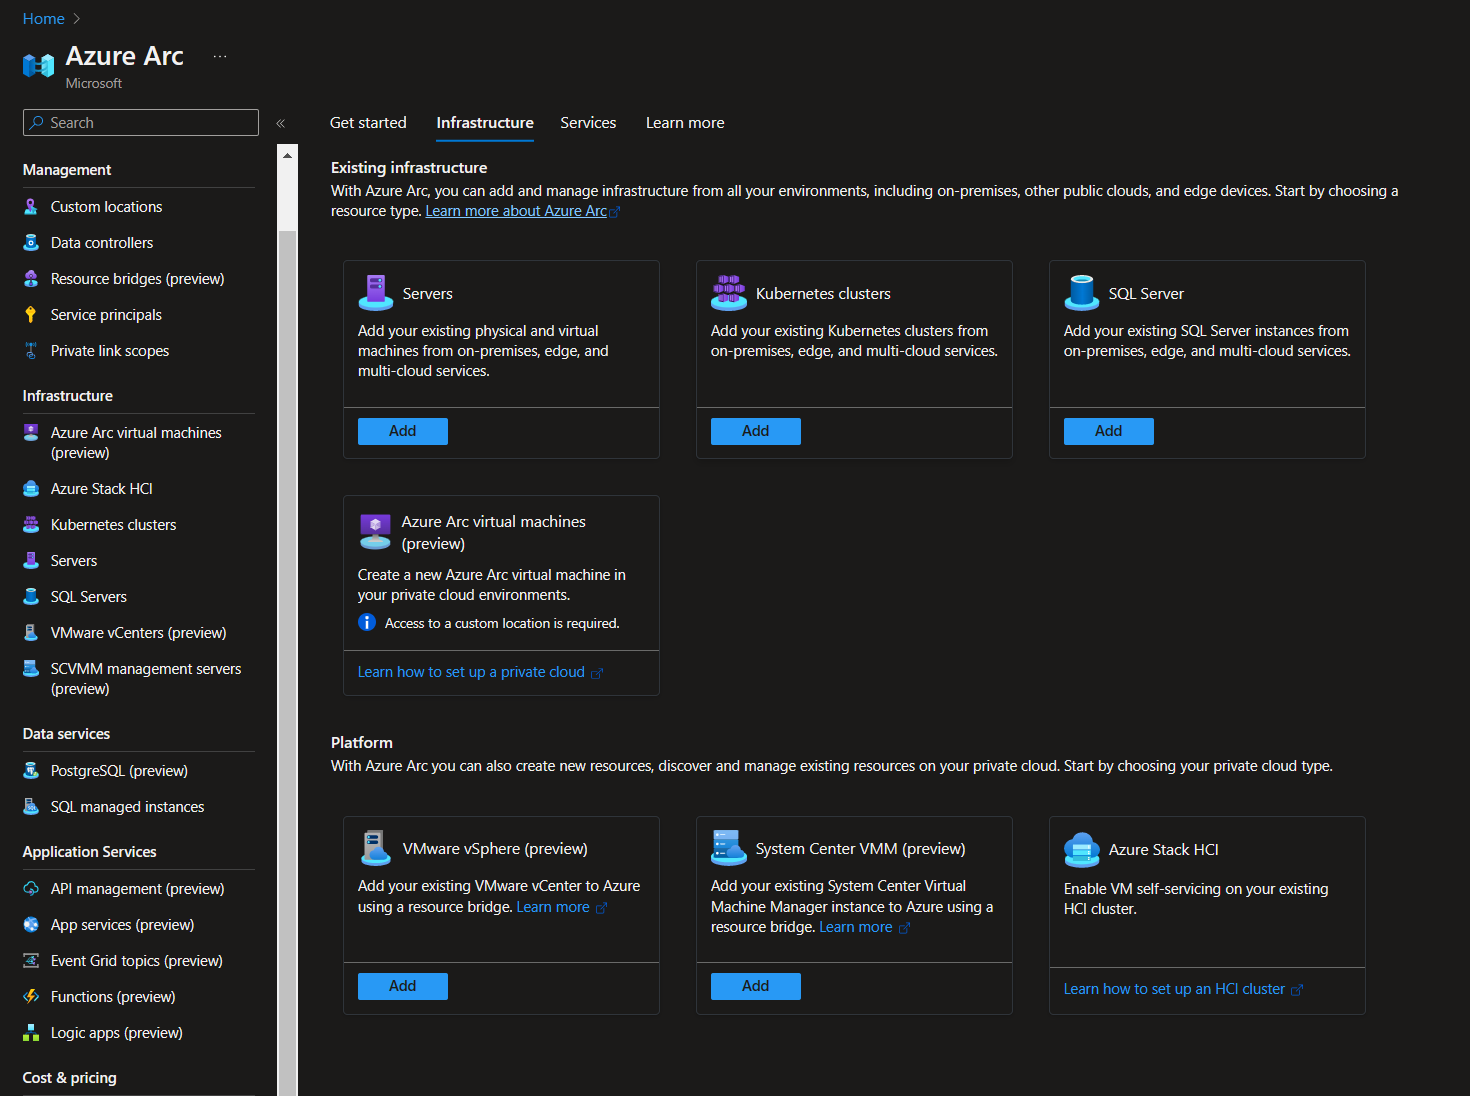 Home
Azure Arc ...
Microsoft
Search
«
Management
Custom locations
Data controllers
Resource bridges (preview)
Service principals
Private link scopes
Infrastructure
Azure Arc virtual machines
(preview)
Azure Stack HCI
Kubernetes clusters
Servers
SQL Servers
VMware vCenters (preview)
SCVMM management servers
(preview)
Data services
PostgreSQL (preview)
SQL managed instances
Application Services
API management (preview)
App services (preview)
Event Grid topics (preview)
Functions (preview)
Logic apps (preview)
Cost & pricing
Get started Infrastructure Services Learn more
Existing infrastructure
With Azure Arc, you can add and manage infrastructure from all your environments, including on-premises, other public clouds, and edge devices. Start by choosing a
resource type. Learn more about Azure Arc
Servers
Add your existing physical and virtual
machines from on-premises, edge, and
multi-cloud services.
Add
Kubernetes clusters
Add your existing Kubernetes clusters from
on-premises, edge, and multi-cloud services.
Add
SQL Server
Add your existing SQL Server instances from
on-premises, edge, and multi-cloud services.
Add
Azure Arc virtual machines
(preview)
Create a new Azure Arc virtual machine in
your private cloud environments.
Access to a custom location is required.
Learn how to set up a private cloud
Platform
With Azure Arc you can also create new resources, discover and manage existing resources on your private cloud. Start by choosing your private cloud type.
VMware vSphere (preview)
Add your existing VMware vCenter to Azure
using a resource bridge. Learn more
Add
System Center VMM (preview)
Add your existing System Center Virtual
Machine Manager instance to Azure using a
resource bridge. Learn more
Add
Azure Stack HCI
Enable VM self-servicing on your existing
HCI cluster.
Learn how to set up an HCI cluster